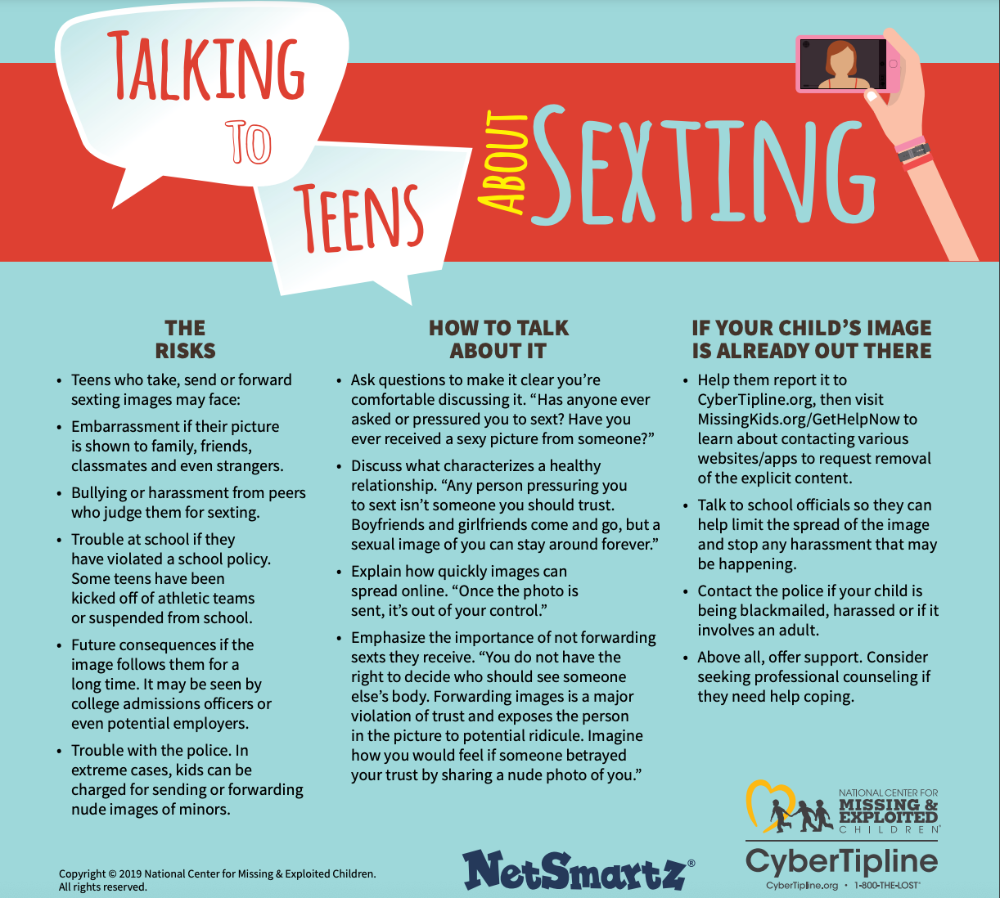 TALKING
TO
TEENS
ABOUT
SEXTING
THE
RISKS
• Teens who take, send or forward
sexting images may face:
• Embarrassment if their picture
is shown to family, friends,
classmates and even strangers.
• Bullying or harassment from peers
who judge them for sexting.
• Trouble at school if they
have violated a school policy.
Some teens have been
kicked off of athletic teams
or suspended from school.
• Future consequences if the
image follows them for a
long time. It may be seen by
college admissions officers or
even potential employers.
• Trouble with the police. In
extreme cases, kids can be
charged for sending or forwarding
nude images of minors.
HOW TO TALK
ABOUT IT
• Ask questions to make it clear you’re
comfortable discussing it. “Has anyone ever
asked or pressured you to sext? Have you
ever received a sexy picture from someone?”
• Discuss what characterizes a healthy
relationship. “Any person pressuring you
to sext isn’t someone you should trust.
Boyfriends and girlfriends come and go, but a
sexual image of you can stay around forever.”
• Explain how quickly images can
spread online. “Once the photo is
sent, it’s out of your control.”
• Emphasize the importance of not forwarding
sexts they receive. “You do not have the
right to decide who should see someone
else’s body. Forwarding images is a major
violation of trust and exposes the person
in the picture to potential ridicule. Imagine
how you would feel if someone betrayed
your trust by sharing a nude photo of you.”
IF YOUR CHILD’S IMAGE
IS ALREADY OUT THERE
• Help them report it to
CyberTipline.org, then visit
MissingKids.org/GetHelpNow to
learn about contacting various
websites/apps to request removal
of the explicit content.
• Talk to school officials so they can
help limit the spread of the image
and stop any harassment that may
be happening.
• Contact the police if your child is
being blackmailed, harassed or if it
involves an adult.
• Above all, offer support. Consider
seeking professional counseling if
they need help coping.
Copyright © 2019 National Center for Missing & Exploited Children.
All rights reserved.
NetSmartz®
NATIONAL CENTER FOR
MISSING &
EXPLOITED
CHILDREN®
CyberTipline
CyberTipline.org • 1-800-THE-LOST®